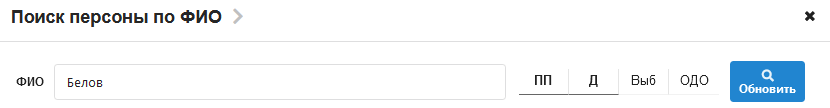 Поиск персоны по ФИО
ФИО Белов ПП Д Выб ОДО Обновить